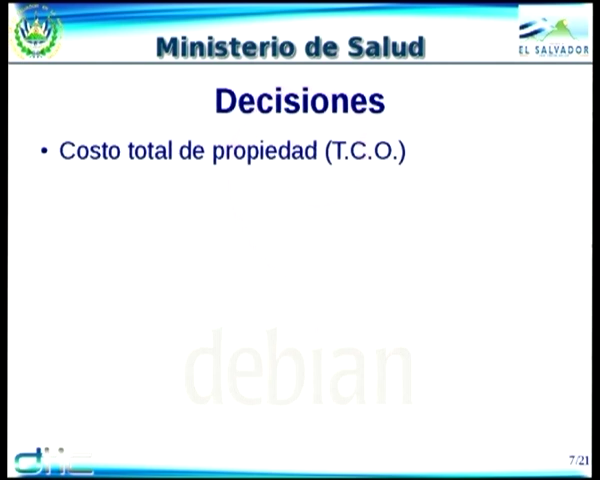 Ministerio de Salud
EL SALVADOR
Decisiones
• Costo total de propiedad (T.C.O.)
debian
7/21